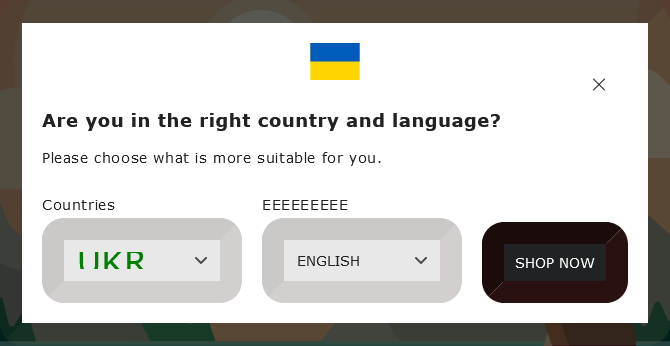 Are you in the right country and language?
Please choose what is more suitable for you.
Countries EEEEEEEEE
UKR ENGLISH SHOP NOW